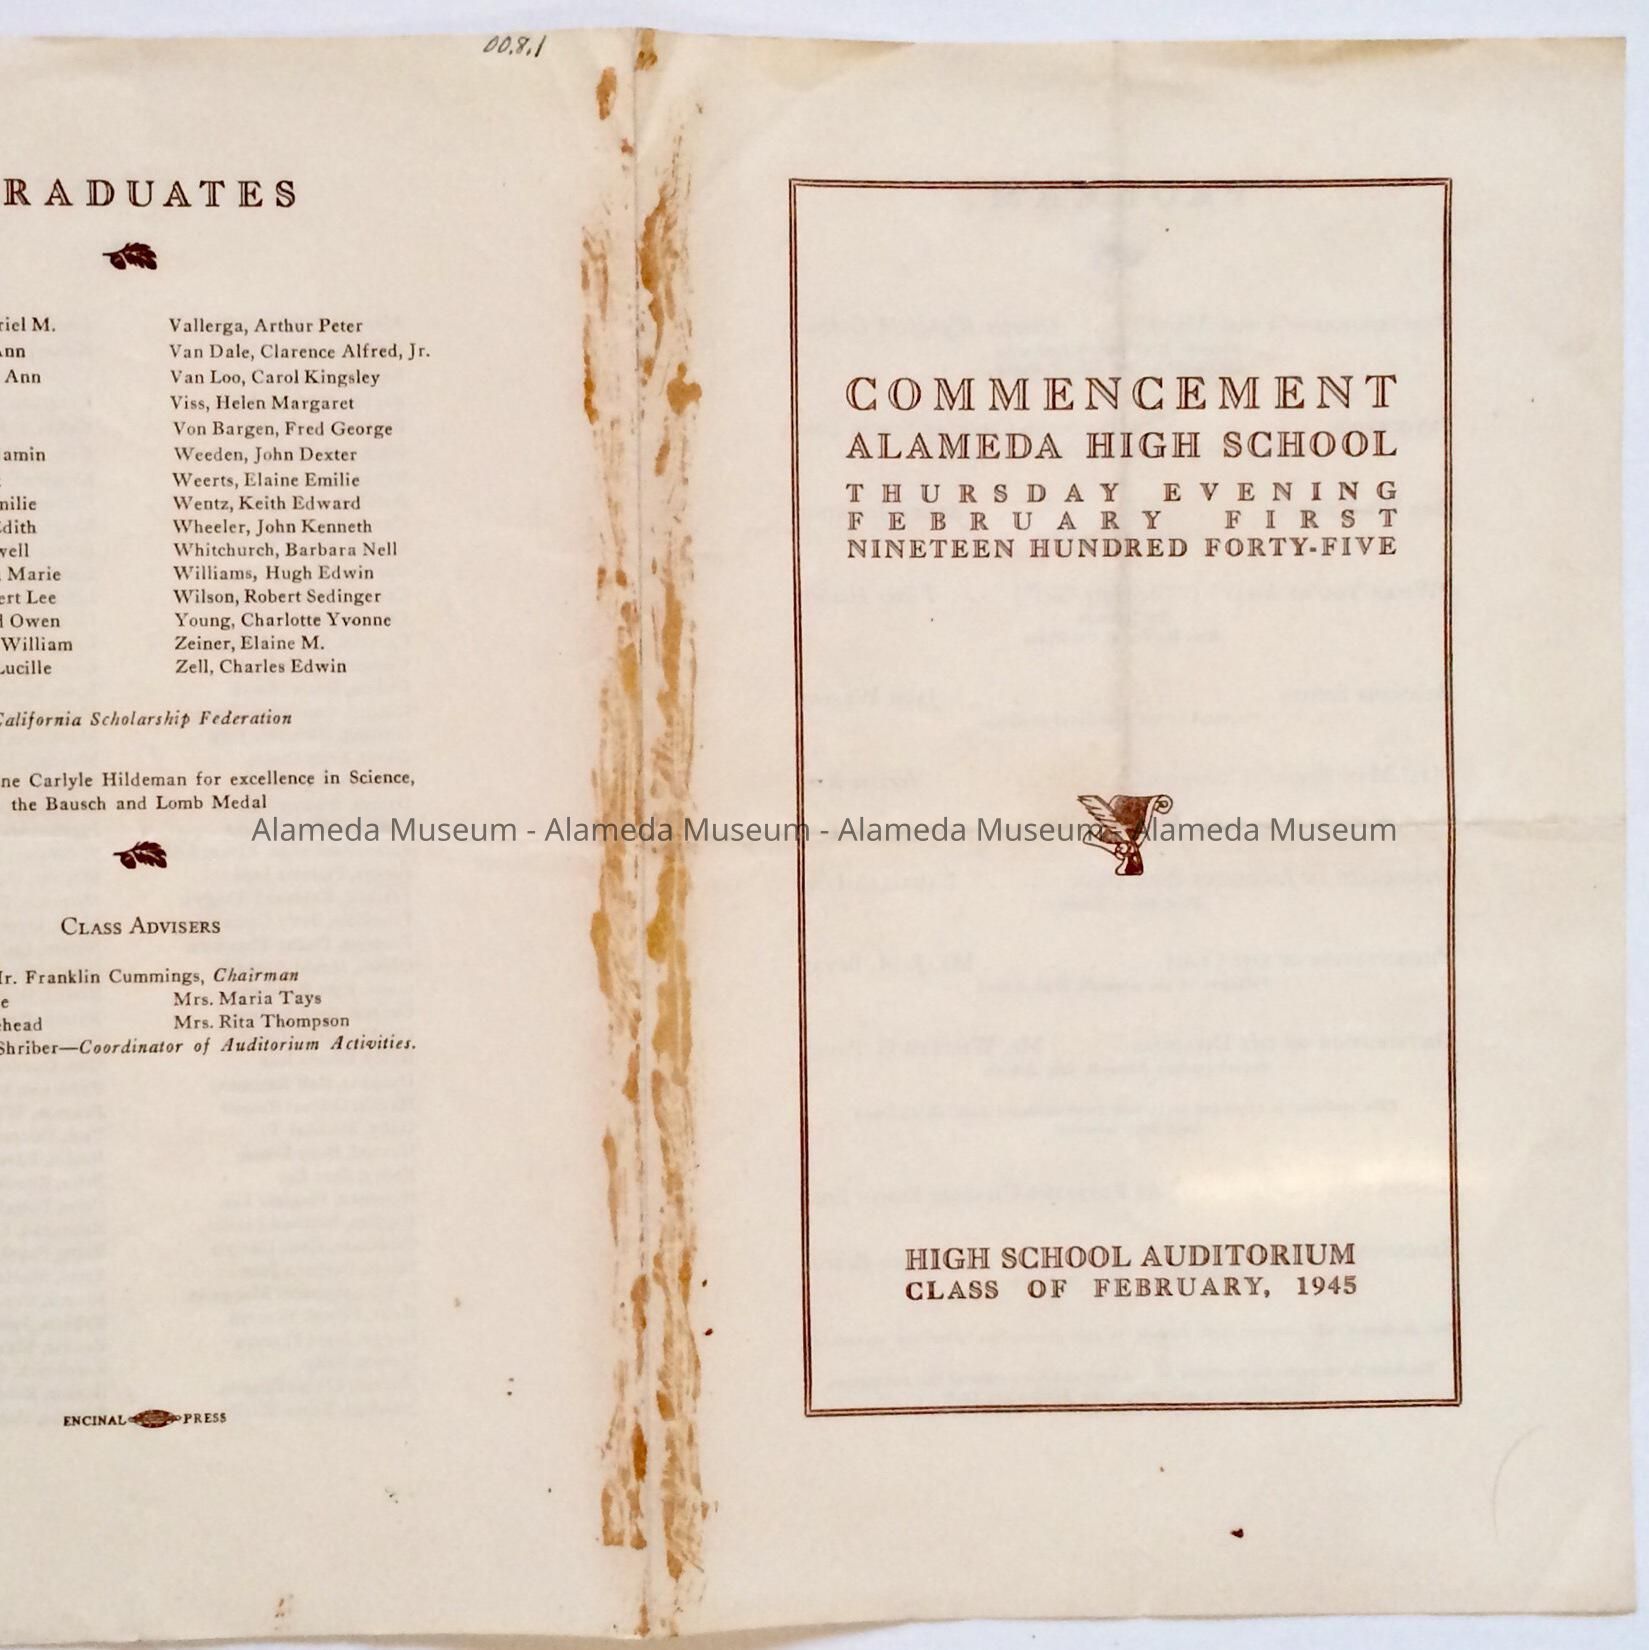 00.8.1
RADUATES
riel M.
Ann
Ann
amin
milie
Edith
well
Marie
ert Lee
d Owen
William
Lucille
Vallerga, Arthur Peter
Van Dale, Clarence Alfred, Jr.
Van Loo, Carol Kingsley
Viss, Helen Margaret
Von Bargen, Fred George
Weeden, John Dexter
Weerts, Elaine Emilie
Wentz, Keith Edward
Wheeler, John Kenneth
Whitchurch, Barbara Nell
Williams, Hugh Edwin
Wilson, Robert Sedinger
Young, Charlotte Yvonne
Zeiner, Elaine M.
Zell, Charles Edwin
California Scholarship Federation
ne Carlyle Hildeman for excellence in Science,
the Bausch and Lomb Medal
CLASS ADVISERS
Mr. Franklin Cummings, Chairman
e Mrs. Maria Tays
ehead Mrs. Rita Thompson
Shriber—Coordinator of Auditorium Activities.
ENCINAL PRESS
COMMENCEMENT
ALAMEDA HIGH SCHOOL
THURSDAY EVENING
FEBRUARY FIRST
NINETEEN HUNDRED FORTY-FIVE
HIGH SCHOOL AUDITORIUM
CLASS OF FEBRUARY, 1945
Alameda Museum - Alameda Museum - Alameda Museum - Alameda Museum